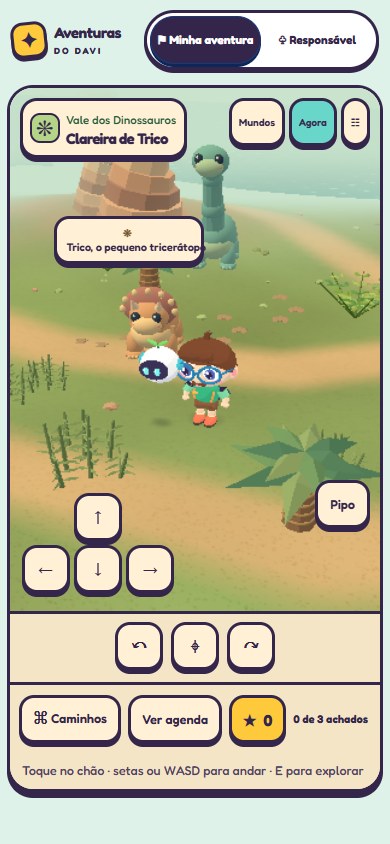 Aventuras
DO DAVI
Minha aventura
Responsável
Vale dos Dinossauros
Clareira de Trico
Mundos
Agora
Trico, o pequeno tricerátopo
Pipo
Caminhos
Ver agenda
★ 0
0 de 3 achados
Toque no chão · setas ou WASD para andar · E para explorar